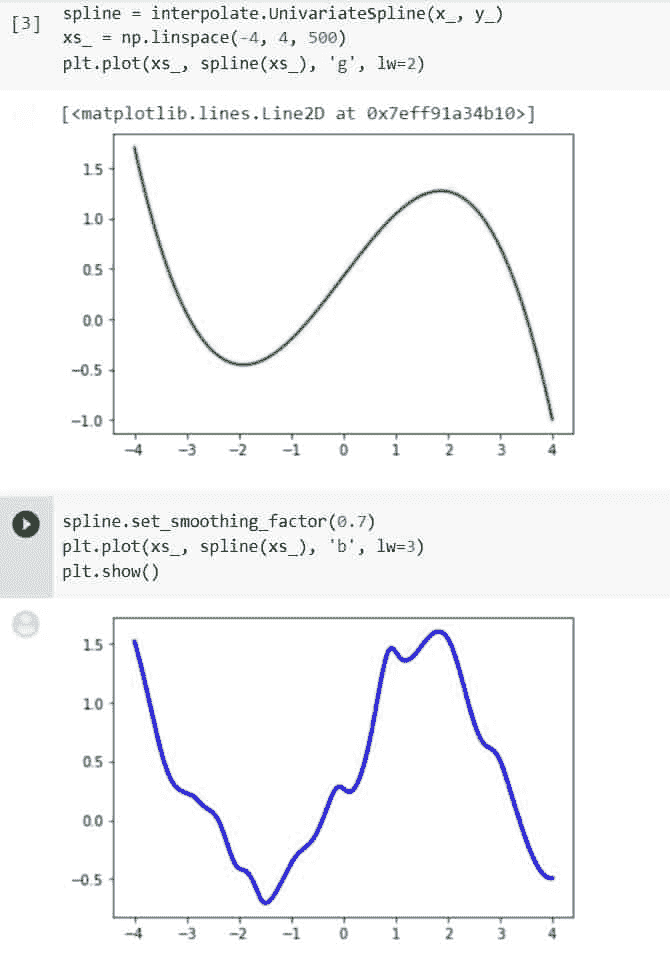 [3]
spline = interpolate.UnivariateSpline(x_, y_)
xs_ = np.linspace(-4, 4, 500)
plt.plot(xs_, spline(xs_), 'g', lw=2)
[<matplotlib.lines.Line2D at 0x7eff91a34b10>]
1.5
1.0
0.5
0.0
−0.5
−1.0
−4 −3 −2 −1 0 1 2 3 4
spline.set_smoothing_factor(0.7)
plt.plot(xs_, spline(xs_), 'b', lw=3)
plt.show()
1.5
1.0
0.5
0.0
−0.5
−4 −3 −2 −1 0 1 2 3 4